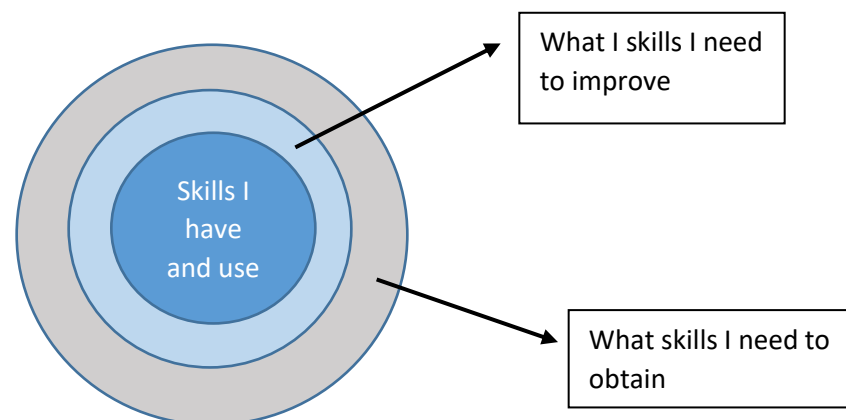 What I skills I need
to improve
Skills I
have
and use
What skills I need to
obtain